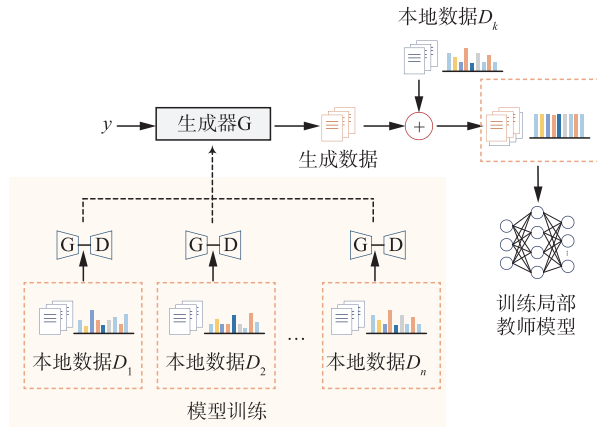 本地数据D_k
y
生成器G
生成数据
+
G D
G D
G D
训练局部
教师模型
本地数据D_1
本地数据D_2
…
本地数据D_n
模型训练